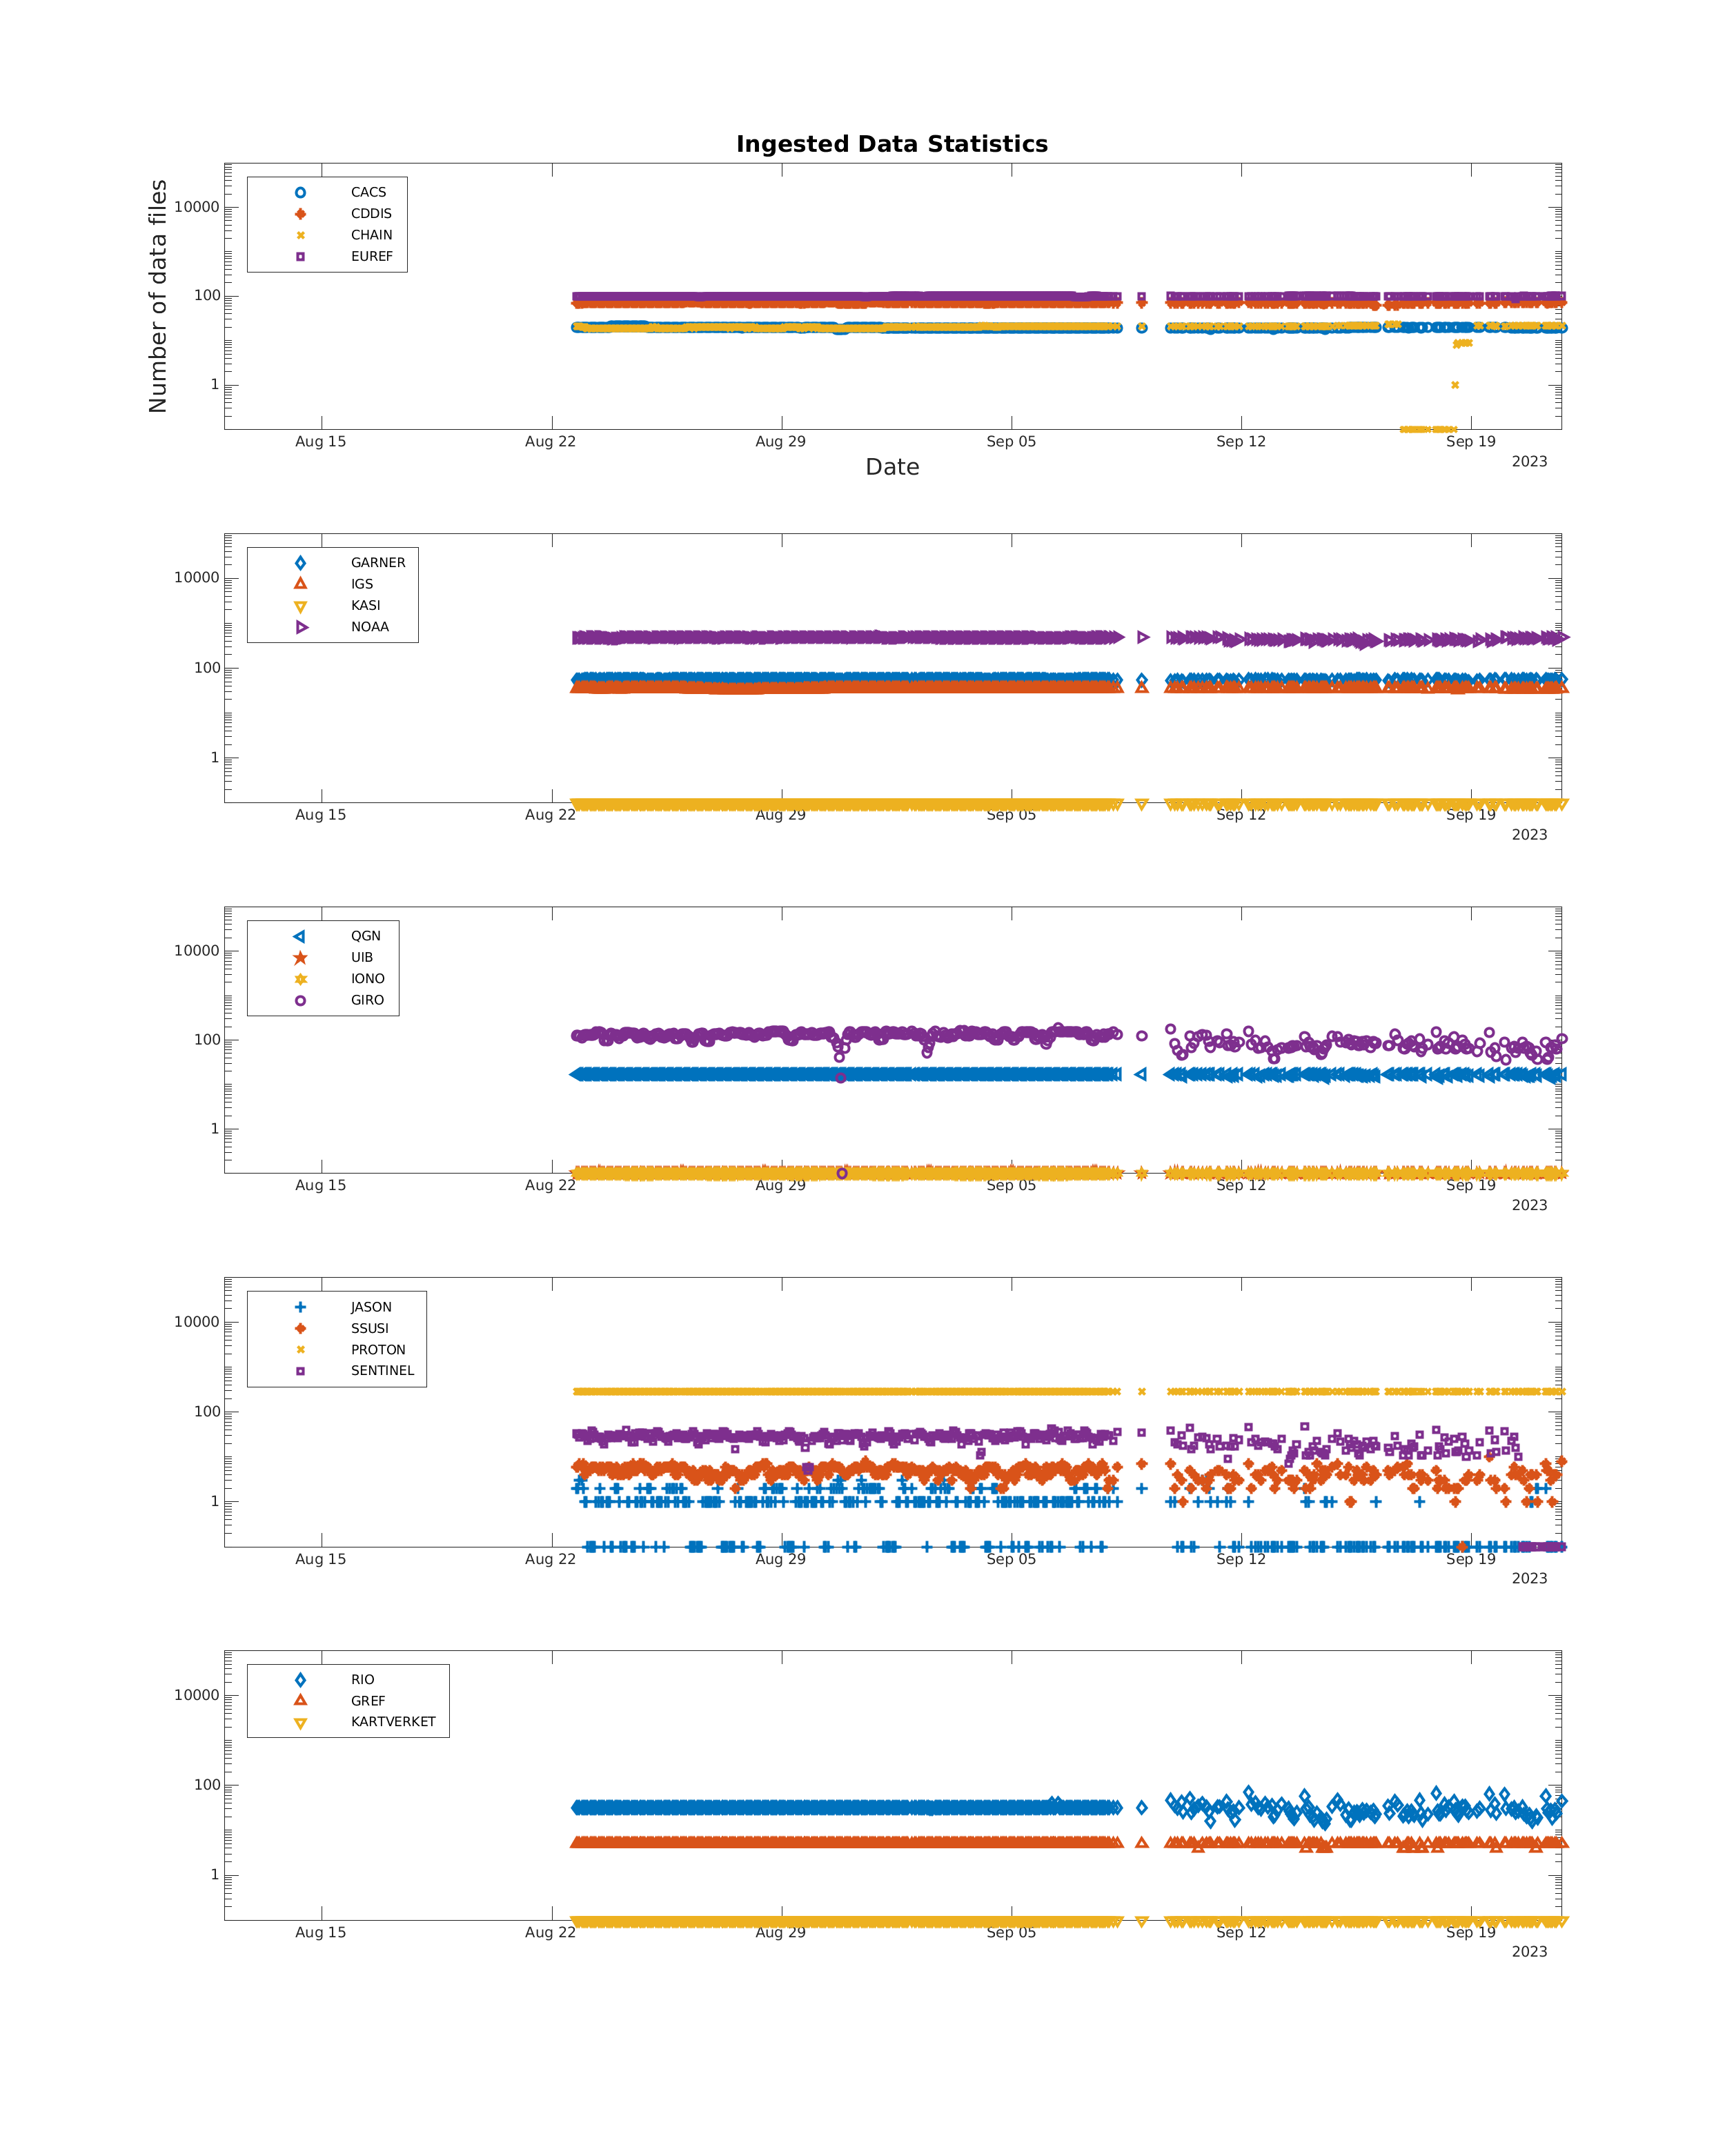 Ingested Data Statistics
Number of data files
10000
100
1
CACS
CDDIS
CHAIN
EUREF
Aug 15 Aug 22 Aug 29 Sep 05 Sep 12 Sep 19
2023
Date
10000
100
1
GARNER
IGS
KASI
NOAA
Aug 15 Aug 22 Aug 29 Sep 05 Sep 12 Sep 19
2023
10000
100
1
QGN
UIB
IONO
GIRO
Aug 15 Aug 22 Aug 29 Sep 05 Sep 12 Sep 19
2023
10000
100
1
JASON
SSUSI
PROTON
SENTINEL
Aug 15 Aug 22 Aug 29 Sep 05 Sep 12 Sep 19
2023
10000
100
1
RIO
GREF
KARTVERKET
Aug 15 Aug 22 Aug 29 Sep 05 Sep 12 Sep 19
2023